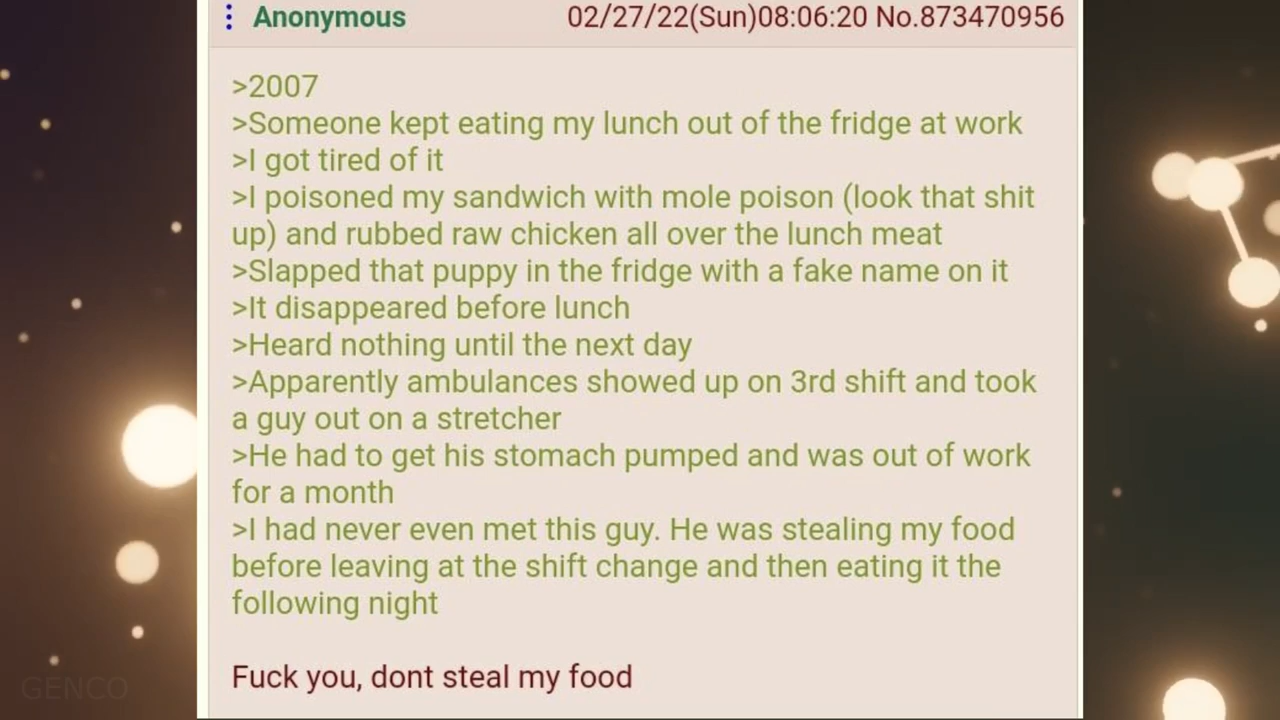 Anonymous 02/27/22(Sun)08:06:20 No.873470956
>2007
>Someone kept eating my lunch out of the fridge at work
>I got tired of it
>I poisoned my sandwich with mole poison (look that shit
up) and rubbed raw chicken all over the lunch meat
>Slapped that puppy in the fridge with a fake name on it
>It disappeared before lunch
>Heard nothing until the next day
>Apparently ambulances showed up on 3rd shift and took
a guy out on a stretcher
>He had to get his stomach pumped and was out of work
for a month
>I had never even met this guy. He was stealing my food
before leaving at the shift change and then eating it the
following night
Fuck you, dont steal my food
GENCO